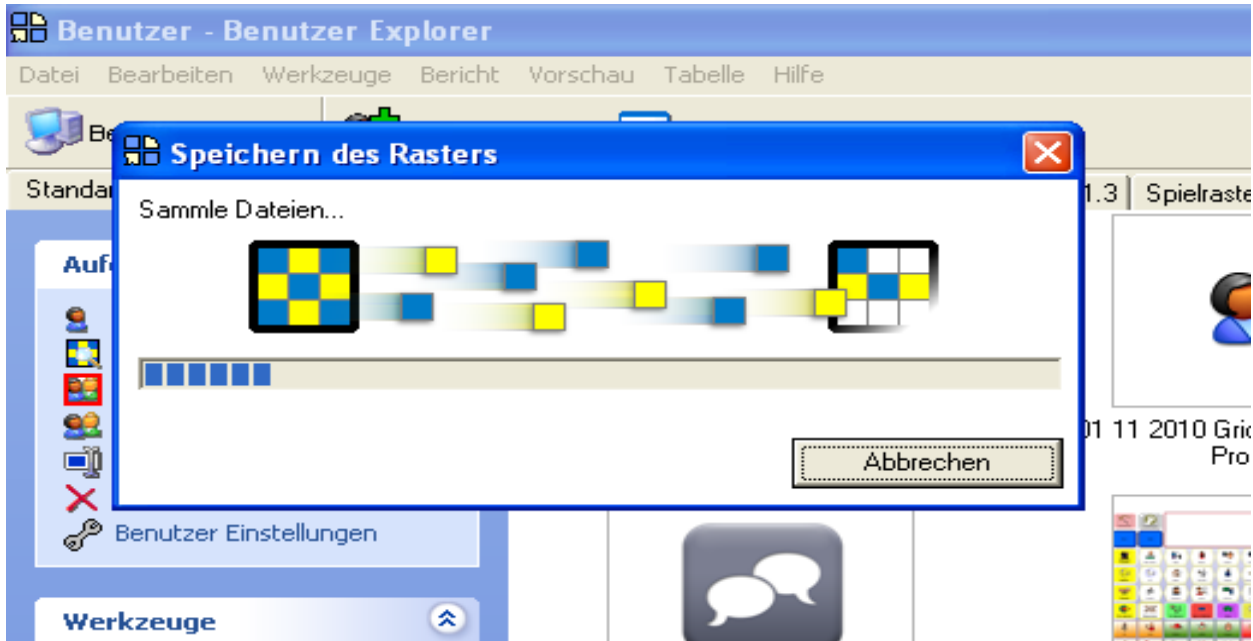 Benutzer - Benutzer Explorer
Datei Bearbeiten Werkzeuge Bericht Vorschau Tabelle Hilfe
Speichern des Rasters
Sammle Dateien...
1.3 Spielraste
Abbrechen
01 11 2010 Grid
Pro
Benutzer Einstellungen
Werkzeuge